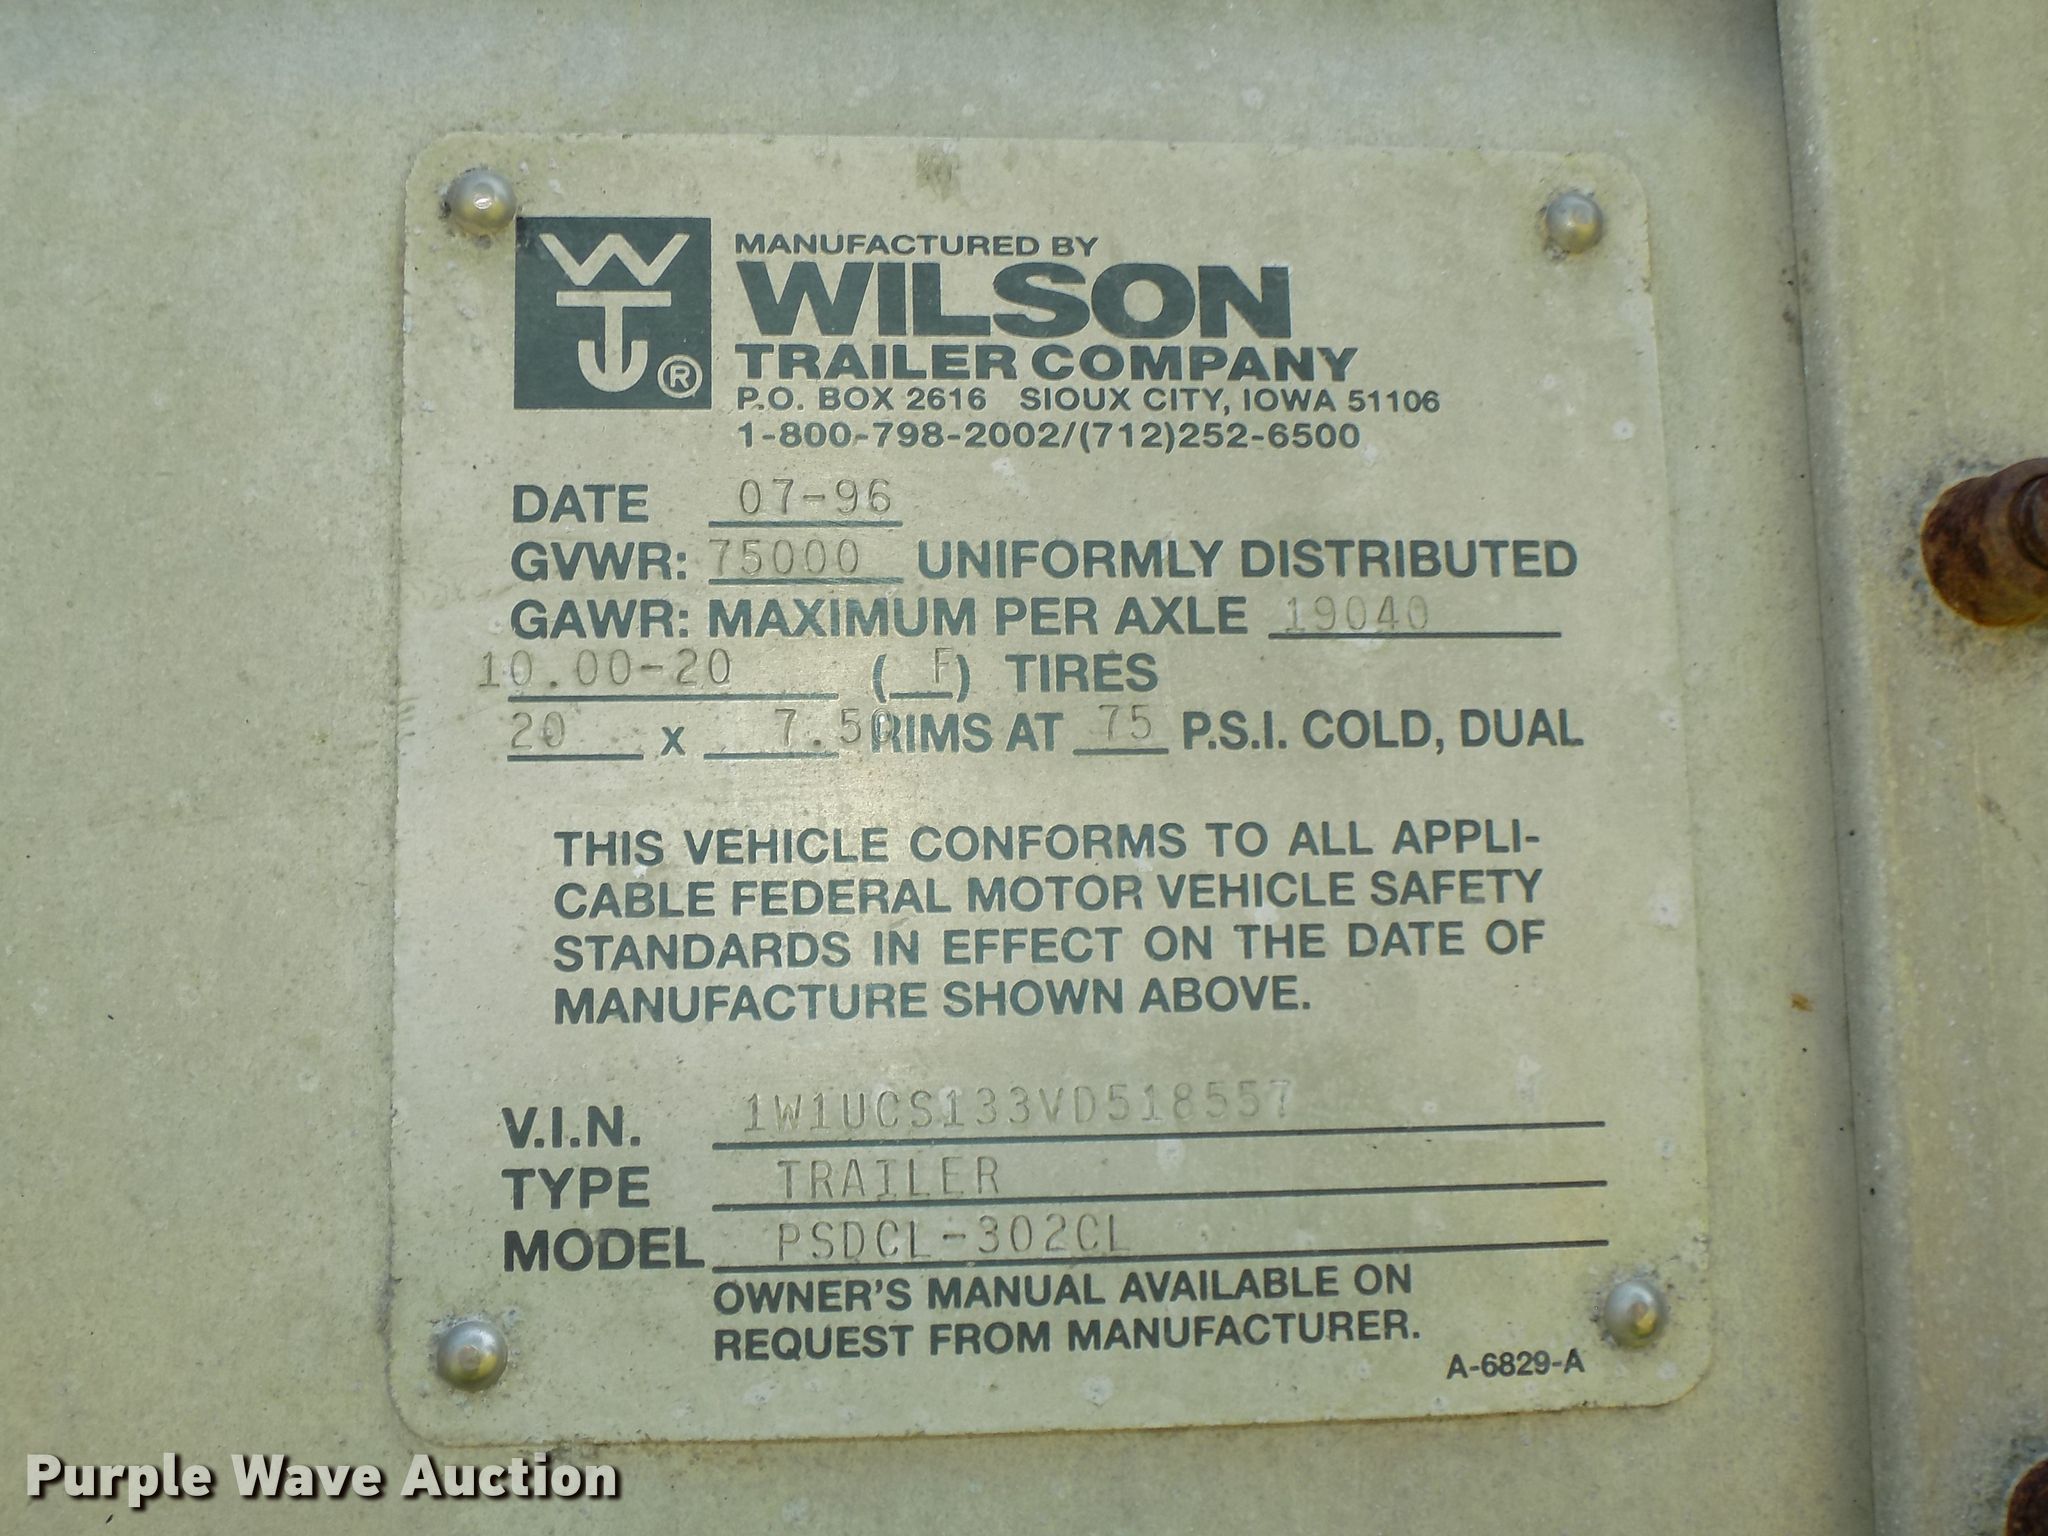 WT®
MANUFACTURED BY
WILSON
TRAILER COMPANY
P.O. BOX 2616 SIOUX CITY, IOWA 51106
1-800-798-2002/(712)252-6500
DATE 07-96
GVWR: 75000 UNIFORMLY DISTRIBUTED
GAWR: MAXIMUM PER AXLE 19040
10.00-20 (F) TIRES
20 x 7.50 RIMS AT 75 P.S.I. COLD, DUAL
THIS VEHICLE CONFORMS TO ALL APPLI-
CABLE FEDERAL MOTOR VEHICLE SAFETY
STANDARDS IN EFFECT ON THE DATE OF
MANUFACTURE SHOWN ABOVE.
V.I.N. 1W1UCS133VD518557
TYPE TRAILER
MODEL PSDCL-302CL
OWNER'S MANUAL AVAILABLE ON
REQUEST FROM MANUFACTURER.
A-6829-A
Purple Wave Auction